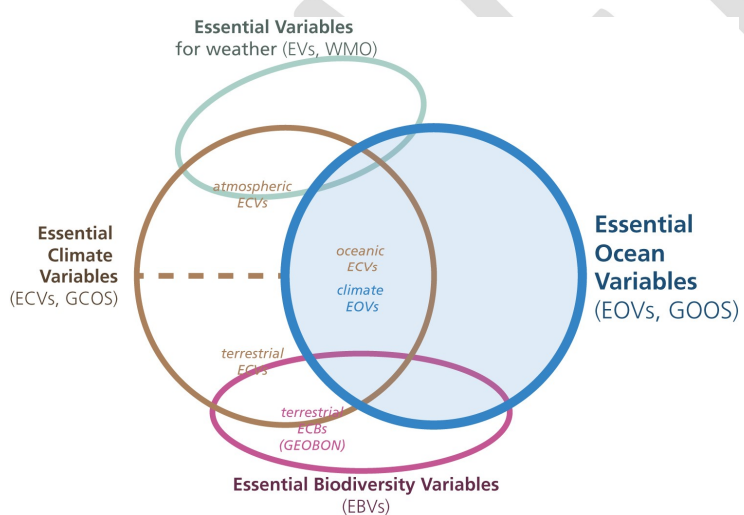 Essential Variables
for weather (EVs, WMO)
atmospheric
ECVs
Essential
Climate
Variables
(ECVs, GCOS)
oceanic
ECVs
climate
EOVs
Essential
Ocean
Variables
(EOVs, GOOS)
terrestrial
ECVs
terrestrial
ECBs
(GEOBON)
Essential Biodiversity Variables
(EBVs)